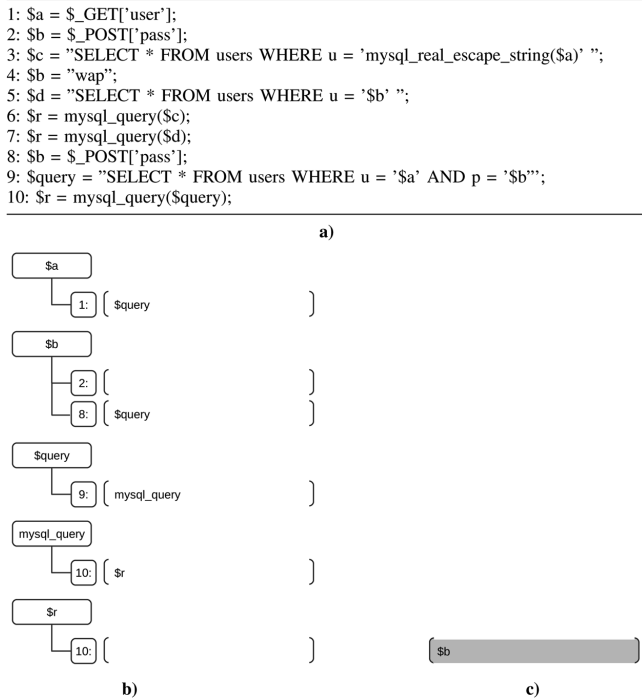 1: $a = $_GET['user'];
2: $b = $_POST['pass'];
3: $c = ”SELECT * FROM users WHERE u = ’mysql_real_escape_string($a)’ ”;
4: $b = ”wap”;
5: $d = ”SELECT * FROM users WHERE u = ’$b’ ”;
6: $r = mysql_query($c);
7: $r = mysql_query($d);
8: $b = $_POST['pass'];
9: $query = ”SELECT * FROM users WHERE u = ’$a’ AND p = ’$b’”;
10: $r = mysql_query($query);
a)
$a
1: $query
$b
2:
8: $query
$query
9: mysql_query
mysql_query
10: $r
$r
10: $b
b) c)